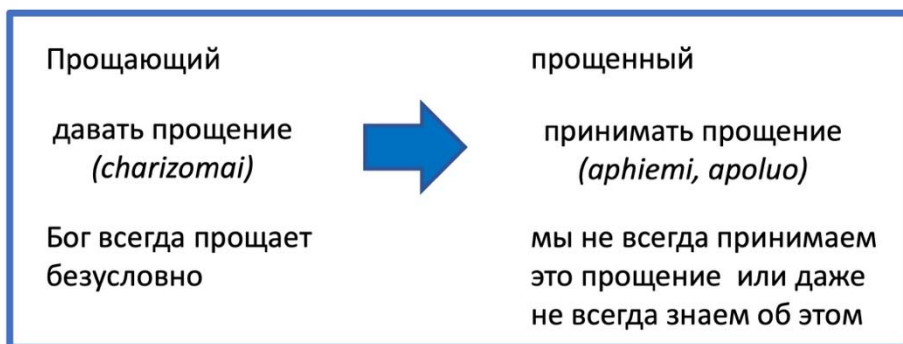 Прощающий
давать прощение
(charizomai)
Бог всегда прощает
безусловно
прощенный
принимать прощение
(aphiemi, apoluo)
мы не всегда принимаем
это прощение или даже
не всегда знаем об этом